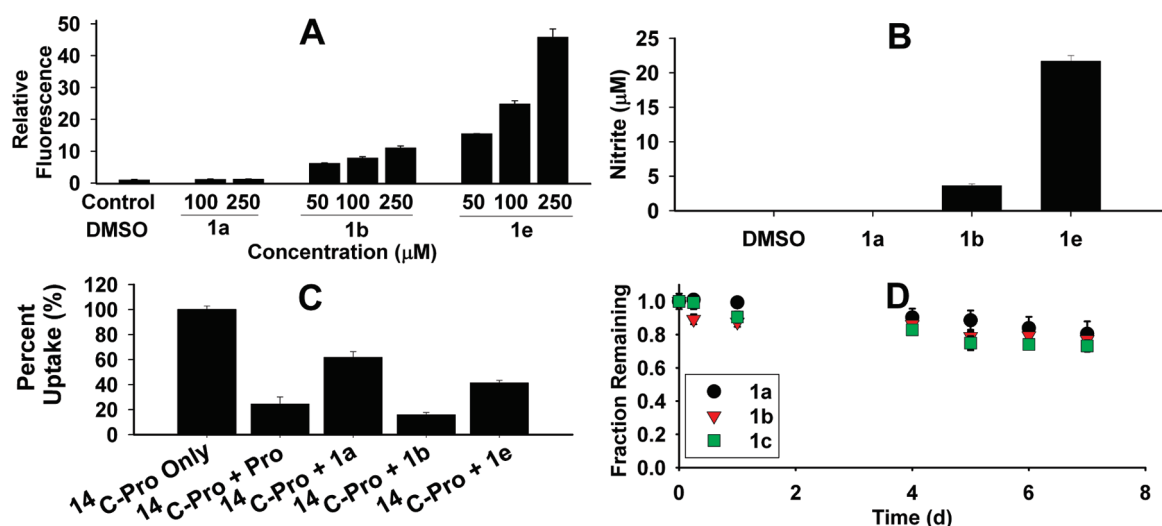 A
Relative
Fluorescence
50
40
30
20
10
0
Control 100 250 50 100 250 50 100 250
DMSO 1a 1b 1e
Concentration (μM)
B
Nitrite (μM)
25
20
15
10
5
0
DMSO 1a 1b 1e
C
Percent
Uptake (%)
120
100
80
60
40
20
0
14C-Pro Only
14C-Pro + Pro
14C-Pro + 1a
14C-Pro + 1b
14C-Pro + 1e
D
Fraction Remaining
1.0
0.8
0.6
0.4
0.2
0.0
1a
1b
1c
0 2 4 6 8
Time (d)